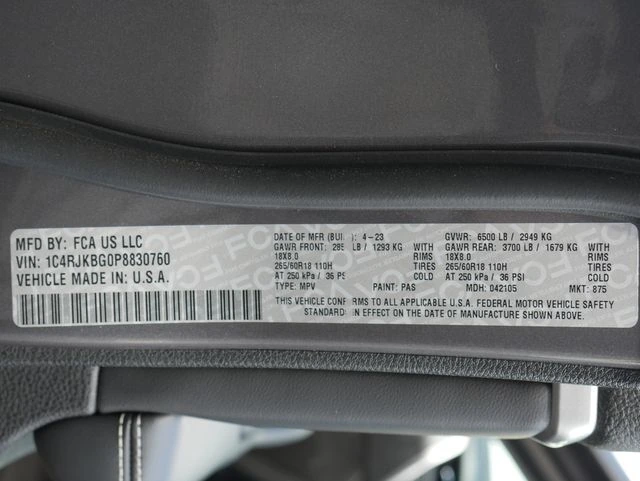 MFD BY: FCA US LLC
VIN: 1C4RJKBG0P8830760
VEHICLE MADE IN U.S.A.
DATE OF MFR 4-23 GVWR: 6500 LB / 2949 KG
GAWR FRONT: LB / 1293 KG GAWR REAR: 3700 LB / 1679 KG
18X8.0 RIMS 18X8.0 RIMS
265/60R18 110H TIRES 265/60R18 110H TIRES
AT 250 kPa / 36 PSI COLD AT 250 kPa / 36 PSI COLD
TYPE: MPV PAINT: PAS MDH: 042105 MKT: 875
THIS VEHICLE TO ALL APPLICABLE U.S.A. FEDERAL MOTOR VEHICLE SAFETY
IN EFFECT ON THE DATE OF MANUFACTURE SHOWN ABOVE.